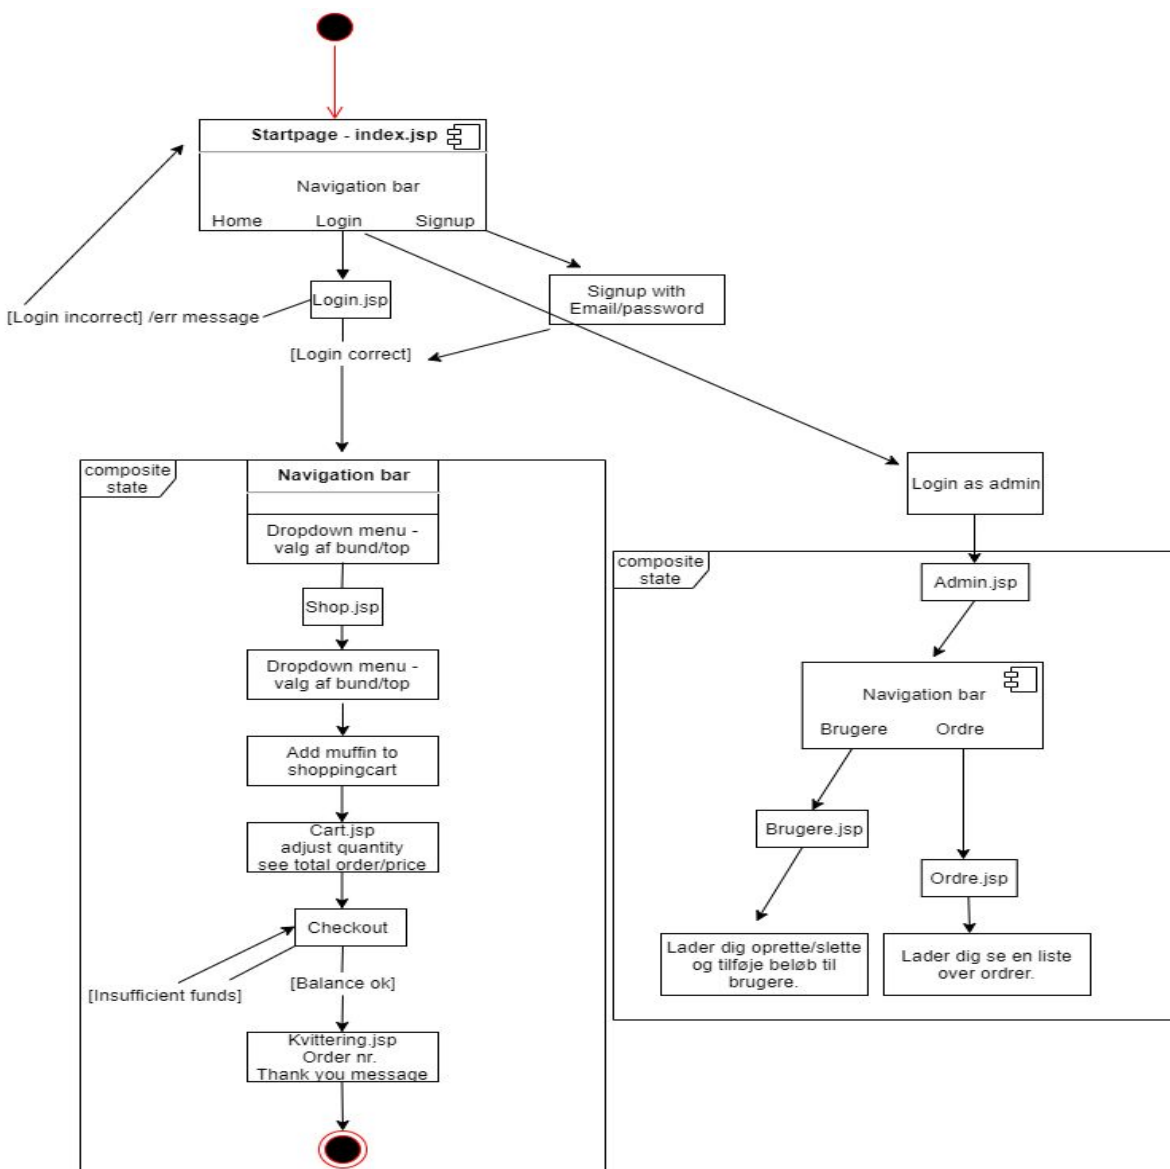 Startpage - index.jsp
Navigation bar
Home Login Signup
Login.jsp
Signup with
Email/password
[Login incorrect] /err message
[Login correct]
composite
state
Navigation bar
Dropdown menu -
valg af bund/top
Shop.jsp
Dropdown menu -
valg af bund/top
Add muffin to
shoppingcart
Cart.jsp
adjust quantity
see total order/price
Checkout
[Insufficient funds]
[Balance ok]
Kvittering.jsp
Order nr.
Thank you message
Login as admin
composite
state
Admin.jsp
Navigation bar
Brugere Ordre
Brugere.jsp
Ordre.jsp
Lader dig oprette/slette
og tilføje beløb til
brugere.
Lader dig se en liste
over ordrer.